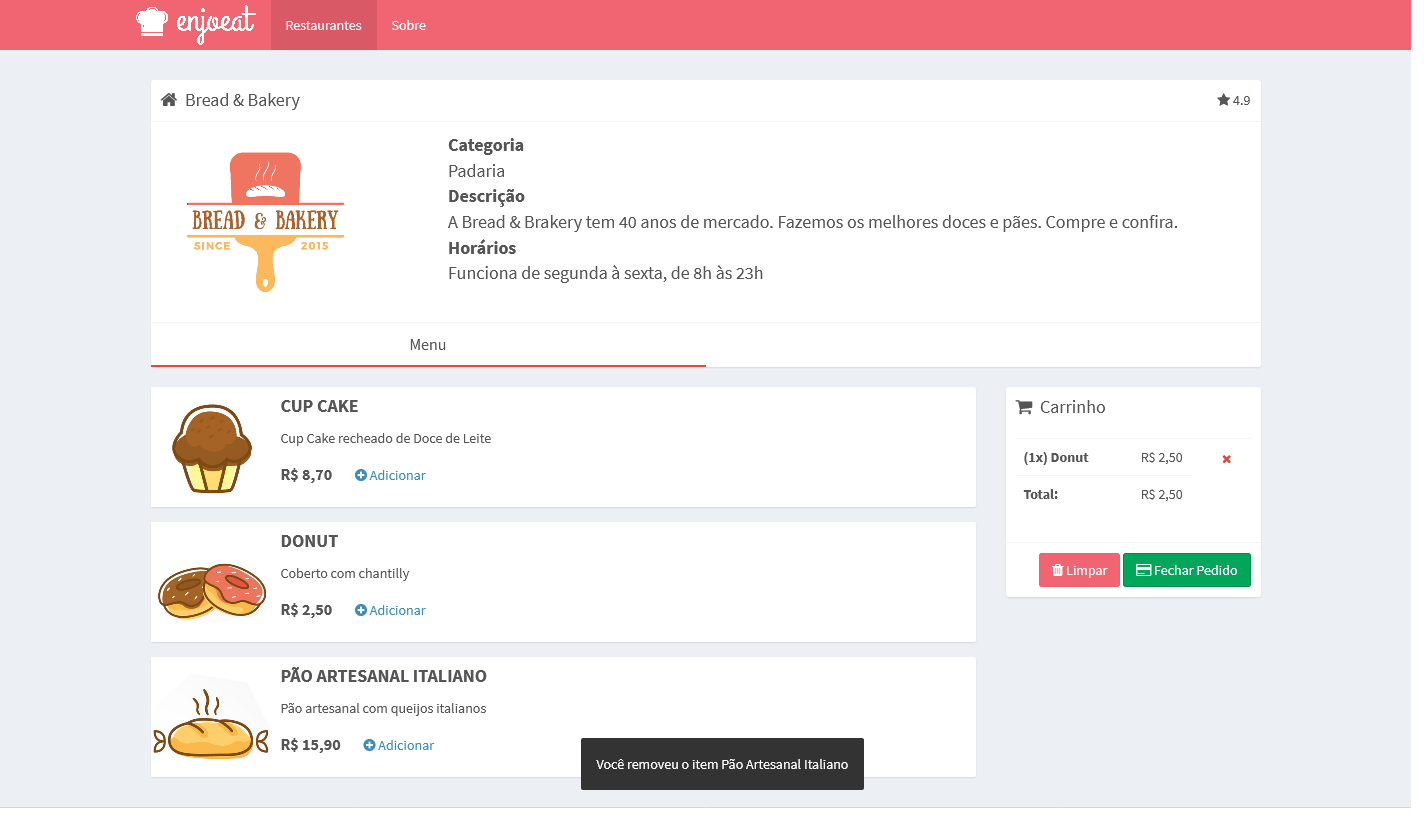 enjoeat
Restaurantes
Sobre
Bread & Bakery
4.9
BREAD & BAKERY
SINCE 2015
Categoria
Padaria
Descrição
A Bread & Brakery tem 40 anos de mercado. Fazemos os melhores doces e pães. Compre e confira.
Horários
Funciona de segunda à sexta, de 8h às 23h
Menu
CUP CAKE
Cup Cake recheado de Doce de Leite
R$ 8,70 Adicionar
DONUT
Coberto com chantilly
R$ 2,50 Adicionar
PÃO ARTESANAL ITALIANO
Pão artesanal com queijos italianos
R$ 15,90 Adicionar
Carrinho
(1x) Donut R$ 2,50
Total: R$ 2,50
Limpar
Fechar Pedido
Você removeu o item Pão Artesanal Italiano